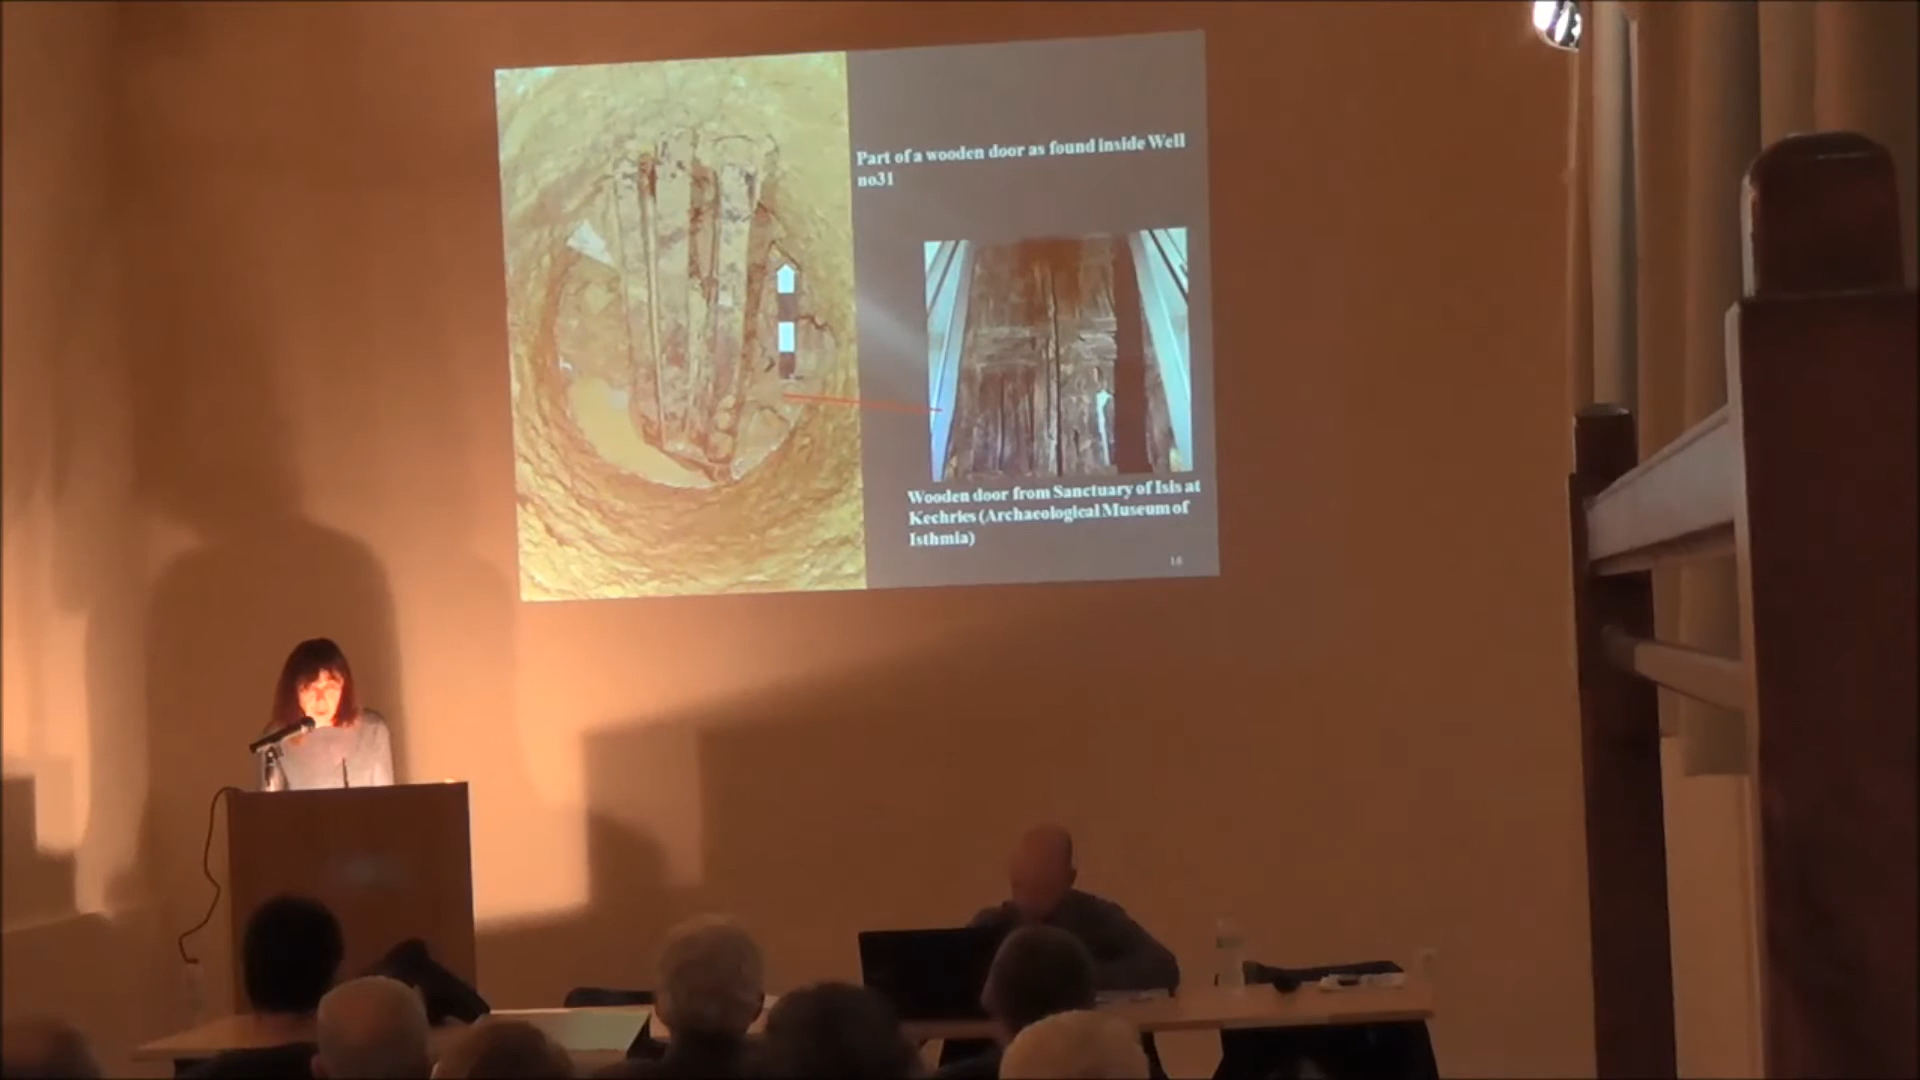 Part of a wooden door as found inside Well
no31
Wooden door from Sanctuary of Isis at
Kechries (Archaeological Museum of
Isthmia)
16